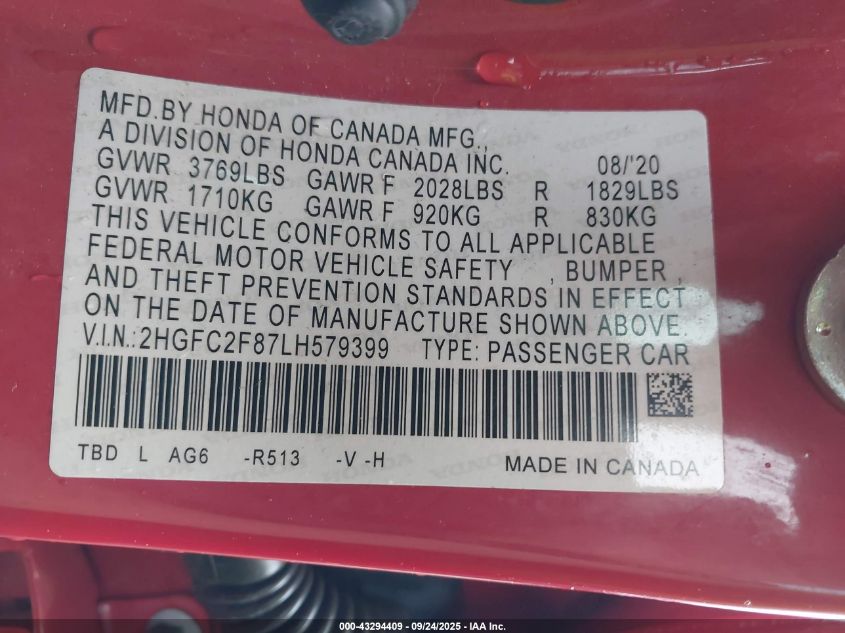 MFD.BY HONDA OF CANADA MFG.,
A DIVISION OF HONDA CANADA INC. 08/'20
GVWR 3769LBS GAWR F 2028LBS R 1829LBS
GVWR 1710KG GAWR F 920KG R 830KG
THIS VEHICLE CONFORMS TO ALL APPLICABLE
FEDERAL MOTOR VEHICLE SAFETY , BUMPER ,
AND THEFT PREVENTION STANDARDS IN EFFECT
ON THE DATE OF MANUFACTURE SHOWN ABOVE.
V.I.N.:2HGFC2F87LH579399 TYPE: PASSENGER CAR
TBD L AG6 -R513 -V -H MADE IN CANADA
000-43294409 - 09/24/2025 - IAA Inc.